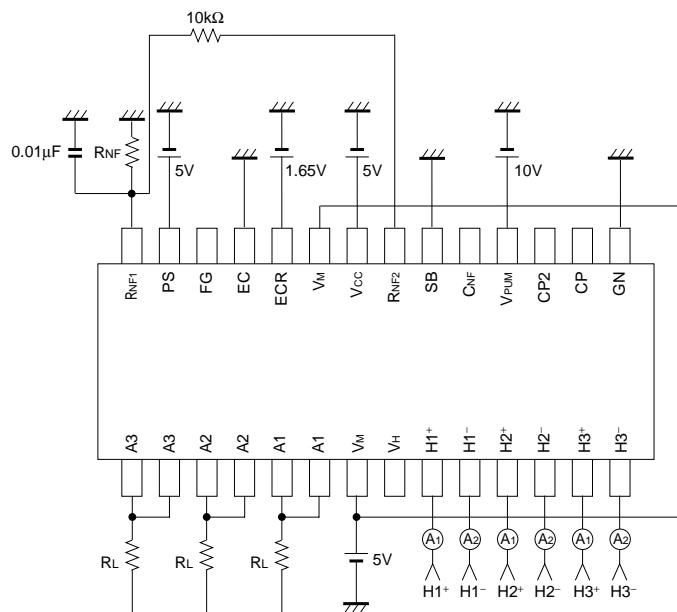 10kΩ
0.01μF
RNF
5V
1.65V
5V
10V
RNF1
PS
FG
EC
ECR
VM
VCC
RNF2
SB
CNF
VPUM
CP2
CP
GN
A3
A3
A2
A2
A1
A1
VM
VH
H1+
H1−
H2+
H2−
H3+
H3−
RL
RL
RL
5V
A1
A2
A1
A2
A1
A2
H1+
H1−
H2+
H2−
H3+
H3−